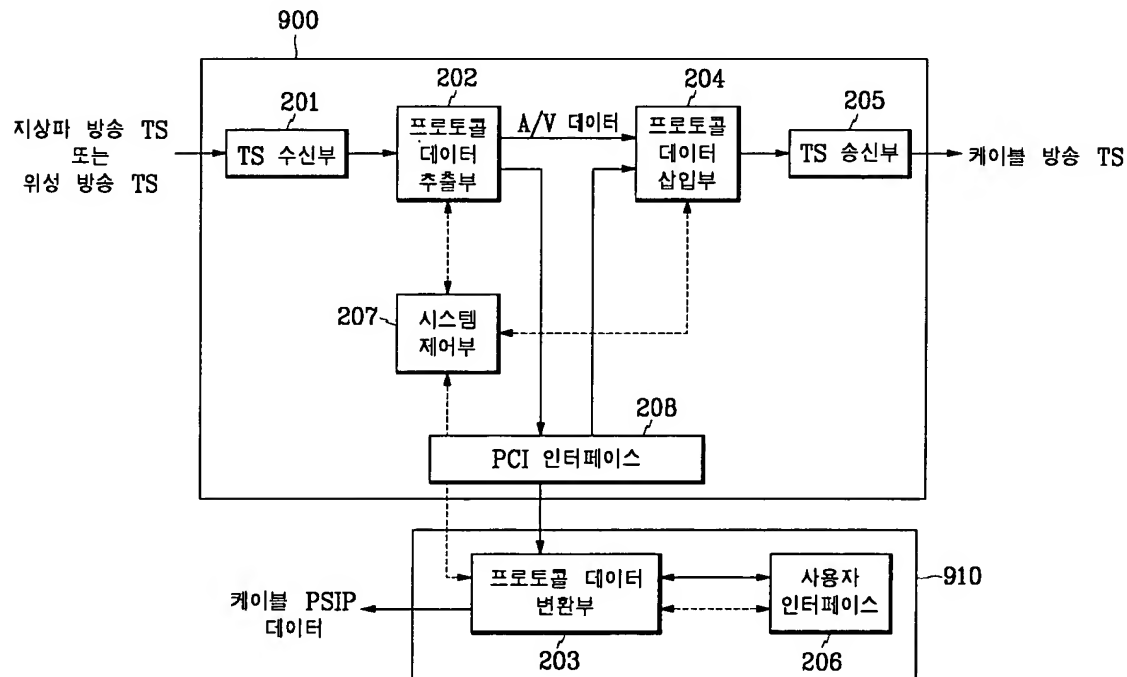 900
202
204
201
205
지상파 방송 TS
또는
위성 방송 TS
TS 수신부
프로토콜
데이터
추출부
A/V 데이터
프로토콜
데이터
삽입부
TS 송신부
케이블 방송 TS
207
시스템
제어부
208
PCI 인터페이스
프로토콜 데이터
변환부
사용자
인터페이스
910
케이블 PSIP
데이터
203
206